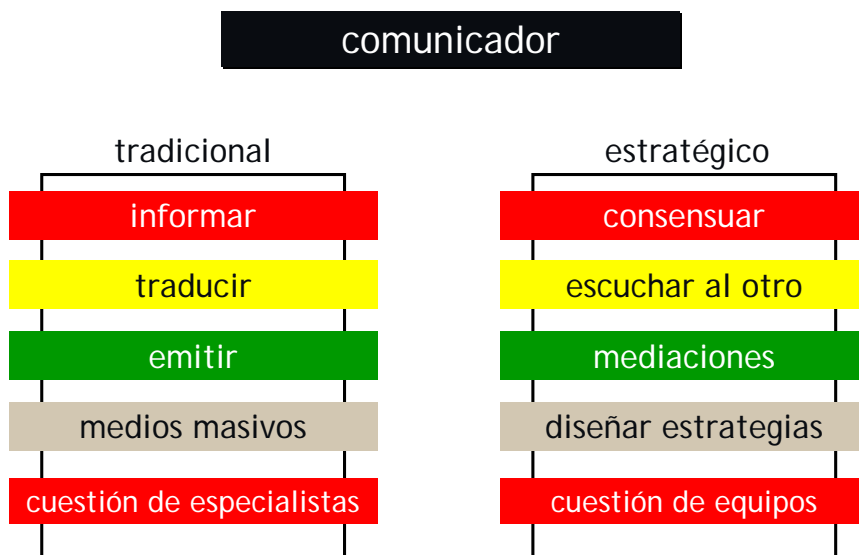 comunicador
tradicional
informar
traducir
emitir
medios masivos
cuestión de especialistas
estratégico
consensuar
escuchar al otro
mediaciones
diseñar estrategias
cuestión de equipos